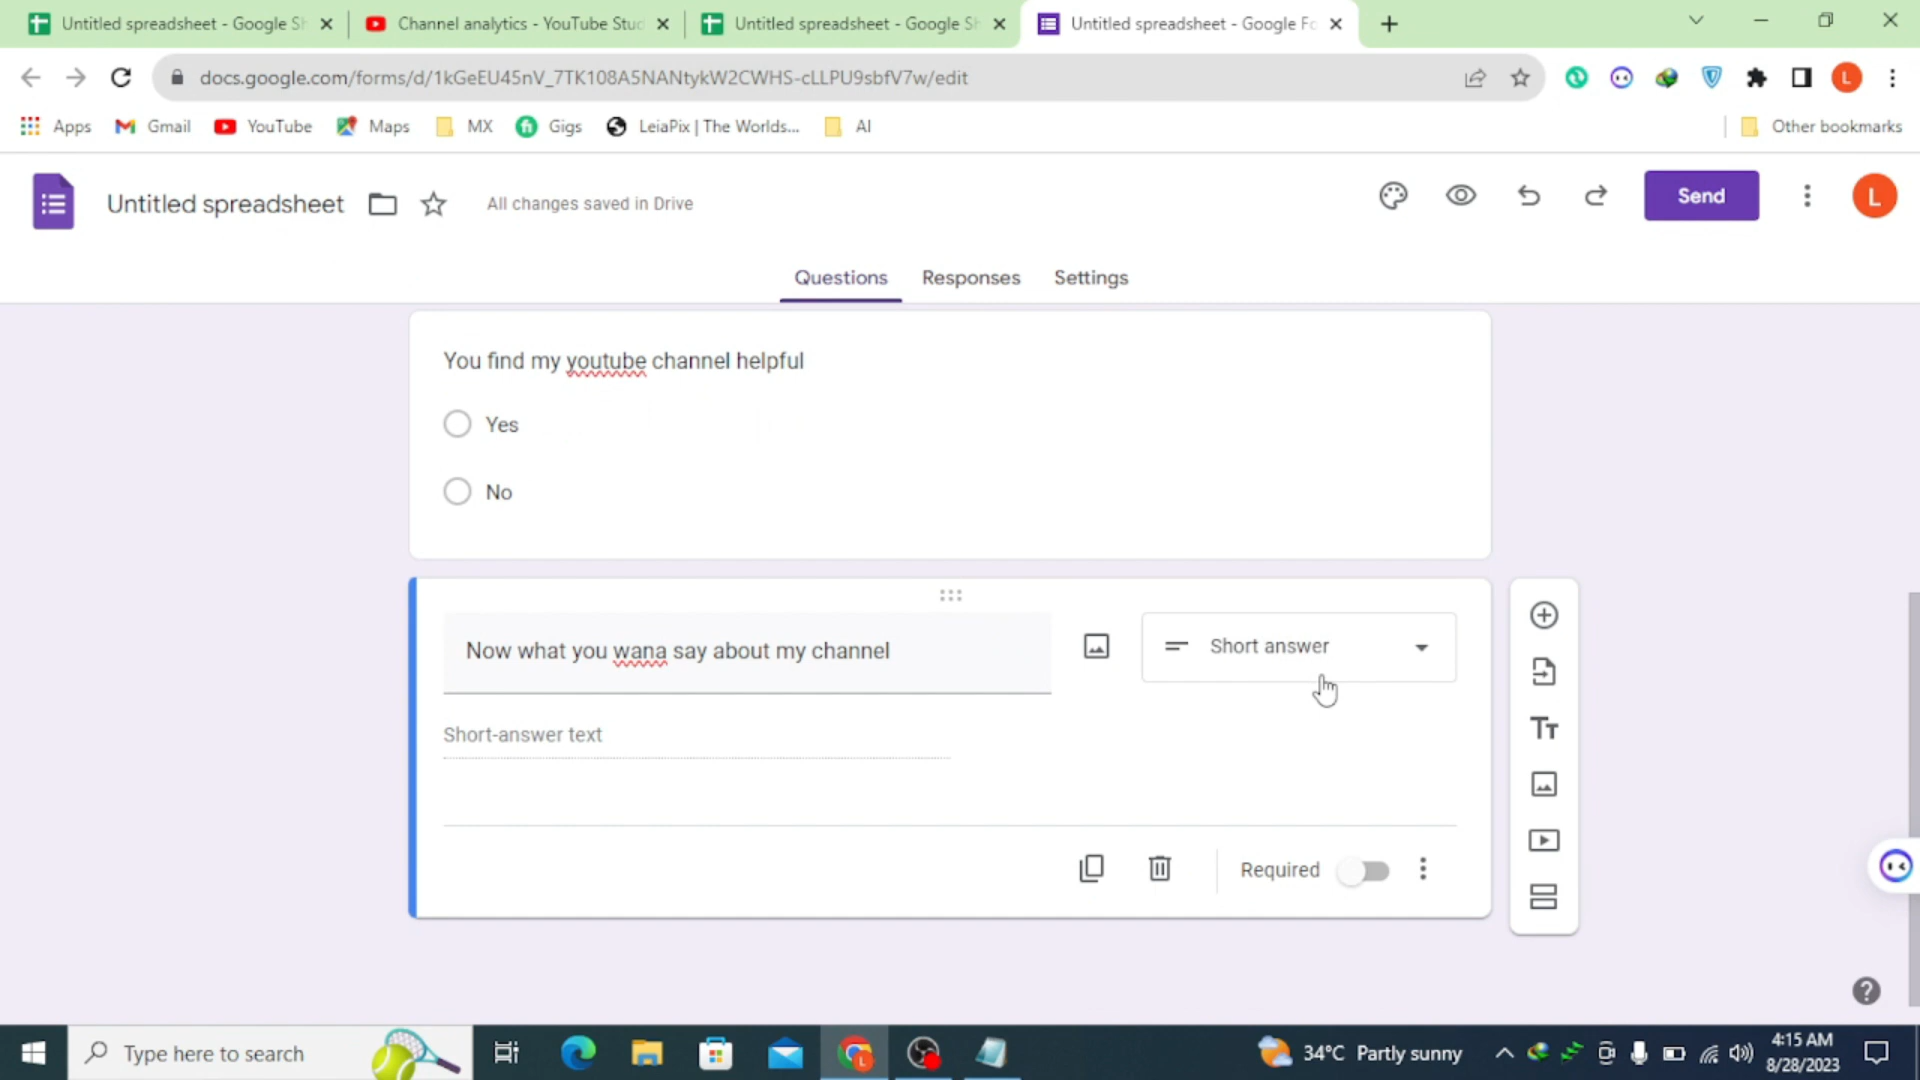 Untitled spreadsheet - Google Sh
Channel analytics - YouTube Stud
Untitled spreadsheet - Google Sh
Untitled spreadsheet - Google Fo
docs.google.com/forms/d/1kGeEU45nV_7TK108A5NANtykW2CWHS-cLLPU9sbfV7w/edit
L
Apps
Gmail
YouTube
Maps
MX
Gigs
LeiaPix | The Worlds...
AI
Other bookmarks
Untitled spreadsheet
All changes saved in Drive
Send
L
Questions
Responses
Settings
You find my youtube channel helpful
Yes
No
Now what you wana say about my channel
Short answer
Short-answer text
Required
Type here to search
34°C Partly sunny
4:15 AM
8/28/2023